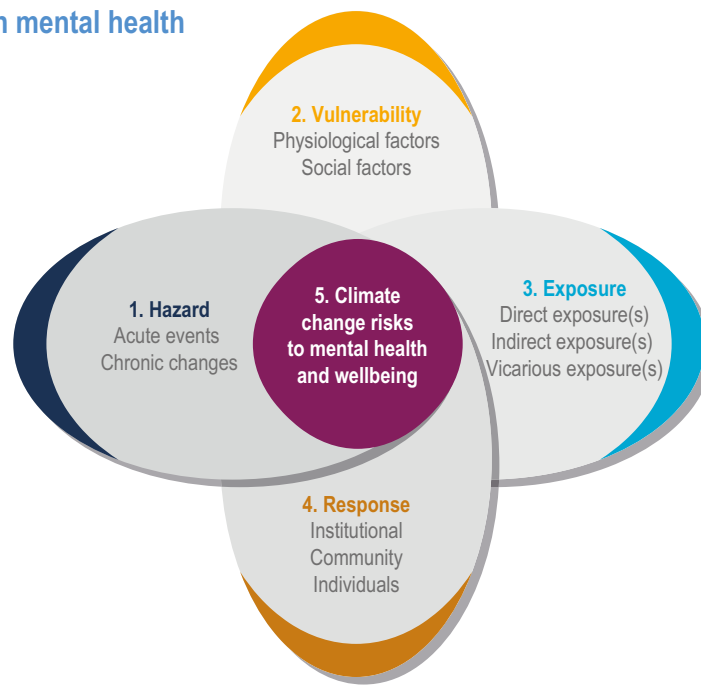 mental health
2. Vulnerability
Physiological factors
Social factors
1. Hazard
Acute events
Chronic changes
5. Climate
change risks
to mental health
and wellbeing
3. Exposure
Direct exposure(s)
Indirect exposure(s)
Vicarious exposure(s)
4. Response
Institutional
Community
Individuals